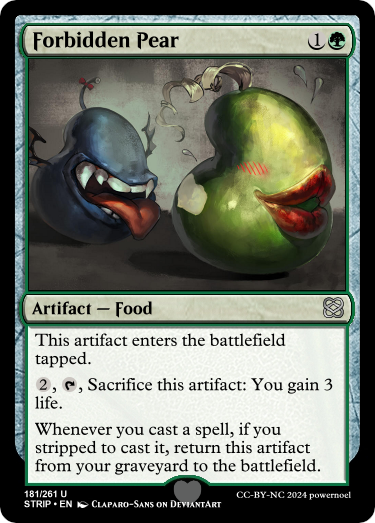 Forbidden Pear 1
Artifact — Food
This artifact enters the battlefield
tapped.
2, , Sacrifice this artifact: You gain 3
life.
Whenever you cast a spell, if you
stripped to cast it, return this artifact
from your graveyard to the battlefield.
181/261 U
STRIP • EN Claparo-Sans on DeviantArt
CC-BY-NC 2024 powernoel